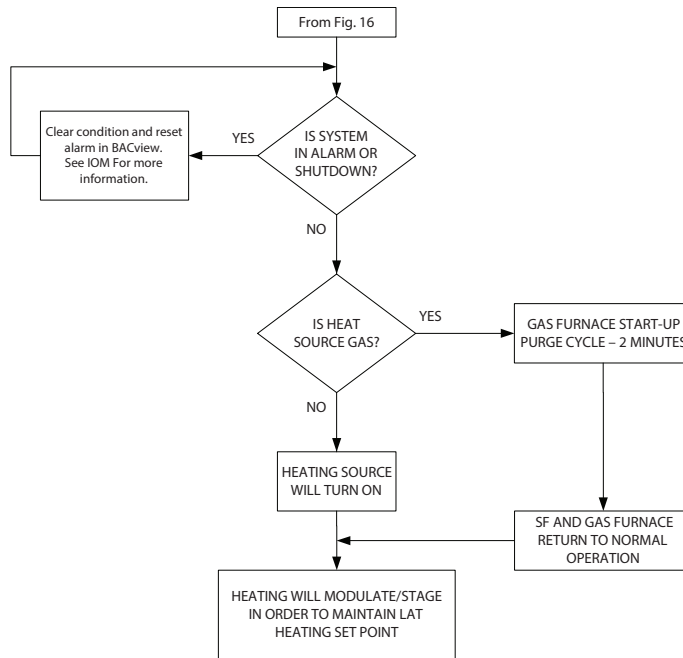 From Fig. 16
Clear condition and reset
alarm in BACview.
See IOM For more
information.
YES
IS SYSTEM
IN ALARM OR
SHUTDOWN?
NO
IS HEAT
SOURCE GAS?
YES
GAS FURNACE START-UP
PURGE CYCLE – 2 MINUTES
NO
HEATING SOURCE
WILL TURN ON
SF AND GAS FURNACE
RETURN TO NORMAL
OPERATION
HEATING WILL MODULATE/STAGE
IN ORDER TO MAINTAIN LAT
HEATING SET POINT